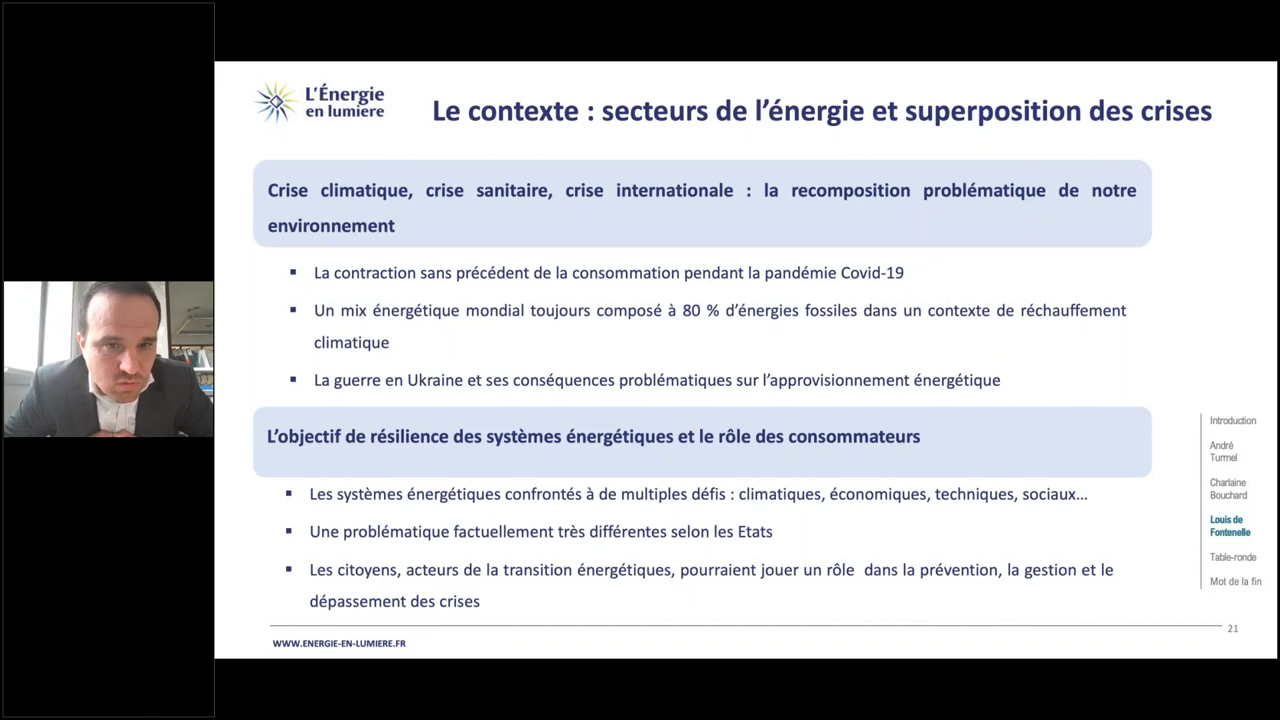 L'Énergie
en lumière
Le contexte : secteurs de l'énergie et superposition des crises
Crise climatique, crise sanitaire, crise internationale : la recomposition problématique de notre
environnement
▪ La contraction sans précédent de la consommation pendant la pandémie Covid-19
▪ Un mix énergétique mondial toujours composé à 80 % d'énergies fossiles dans un contexte de réchauffement
climatique
▪ La guerre en Ukraine et ses conséquences problématiques sur l'approvisionnement énergétique
L'objectif de résilience des systèmes énergétiques et le rôle des consommateurs
▪ Les systèmes énergétiques confrontés à de multiples défis : climatiques, économiques, techniques, sociaux…
▪ Une problématique factuellement très différentes selon les Etats
▪ Les citoyens, acteurs de la transition énergétiques, pourraient jouer un rôle dans la prévention, la gestion et le
dépassement des crises
Introduction
André
Turmel
Charlaine
Bouchard
Louis de
Fontenelle
Table-ronde
Mot de la fin
21
WWW.ENERGIE-EN-LUMIERE.FR